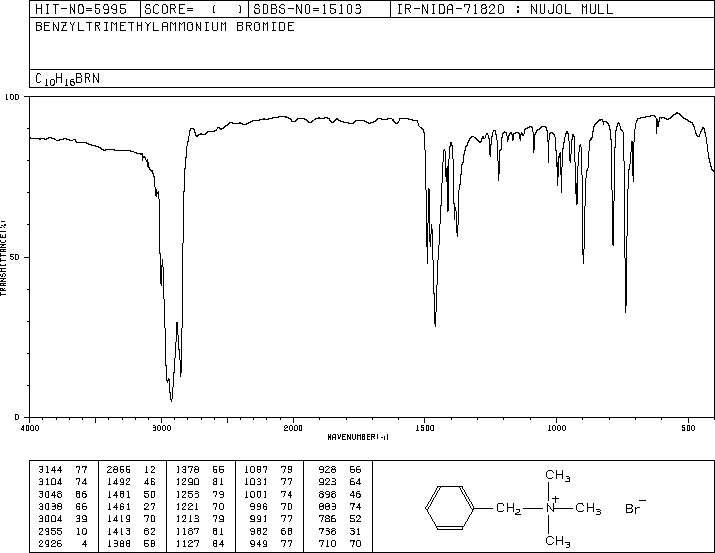 HIT-NO=5995 SCORE= ( ) SDBS-NO=15103 IR-NIDA-71820 : NUJOL MULL
BENZYLTRIMETHYLAMMONIUM BROMIDE
C10H16BRN
100
50
0
TRANSMITTANCE(%)
4000 3000 2000 1500 1000 500
WAVENUMBER(-1)
3144 77 2866 12 1378 55 1087 79 928 66
3104 74 1492 46 1290 81 1031 77 923 64
3048 86 1481 50 1253 79 1001 74 898 46
3038 66 1461 27 1221 70 996 70 889 74
3004 39 1419 70 1213 79 991 77 786 52
2955 10 1413 62 1187 81 982 68 738 31
2926 4 1388 58 1127 84 949 77 710 70
CH3
CH2 N+ CH3 Br−
CH3